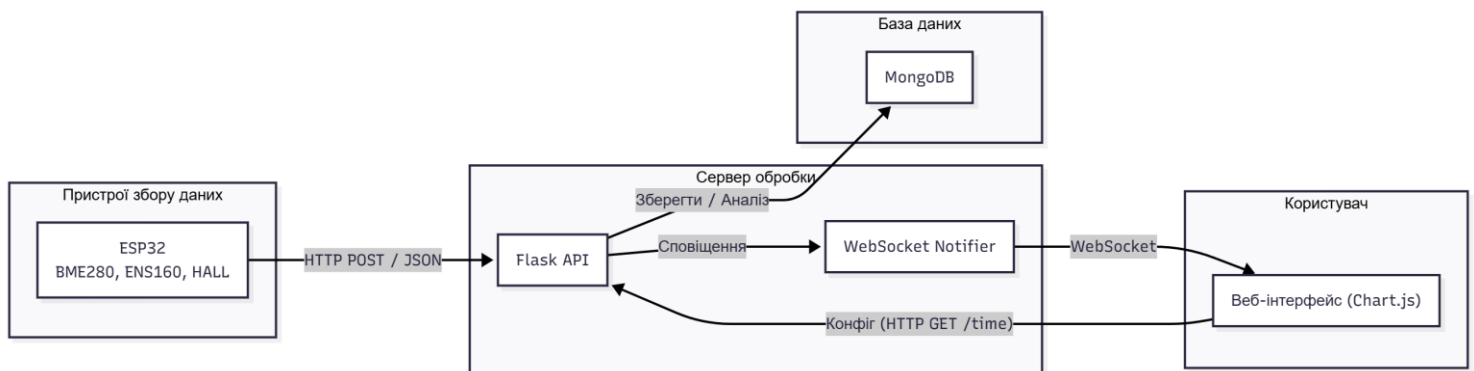 База даних
MongoDB
Сервер обробки
Зберегти / Аналіз
Пристрої збору даних
Користувач
ESP32
BME280, ENS160, HALL
HTTP POST / JSON
Flask API
Сповіщення
WebSocket Notifier
WebSocket
Веб-інтерфейс (Chart.js)
Конфіг (HTTP GET /time)